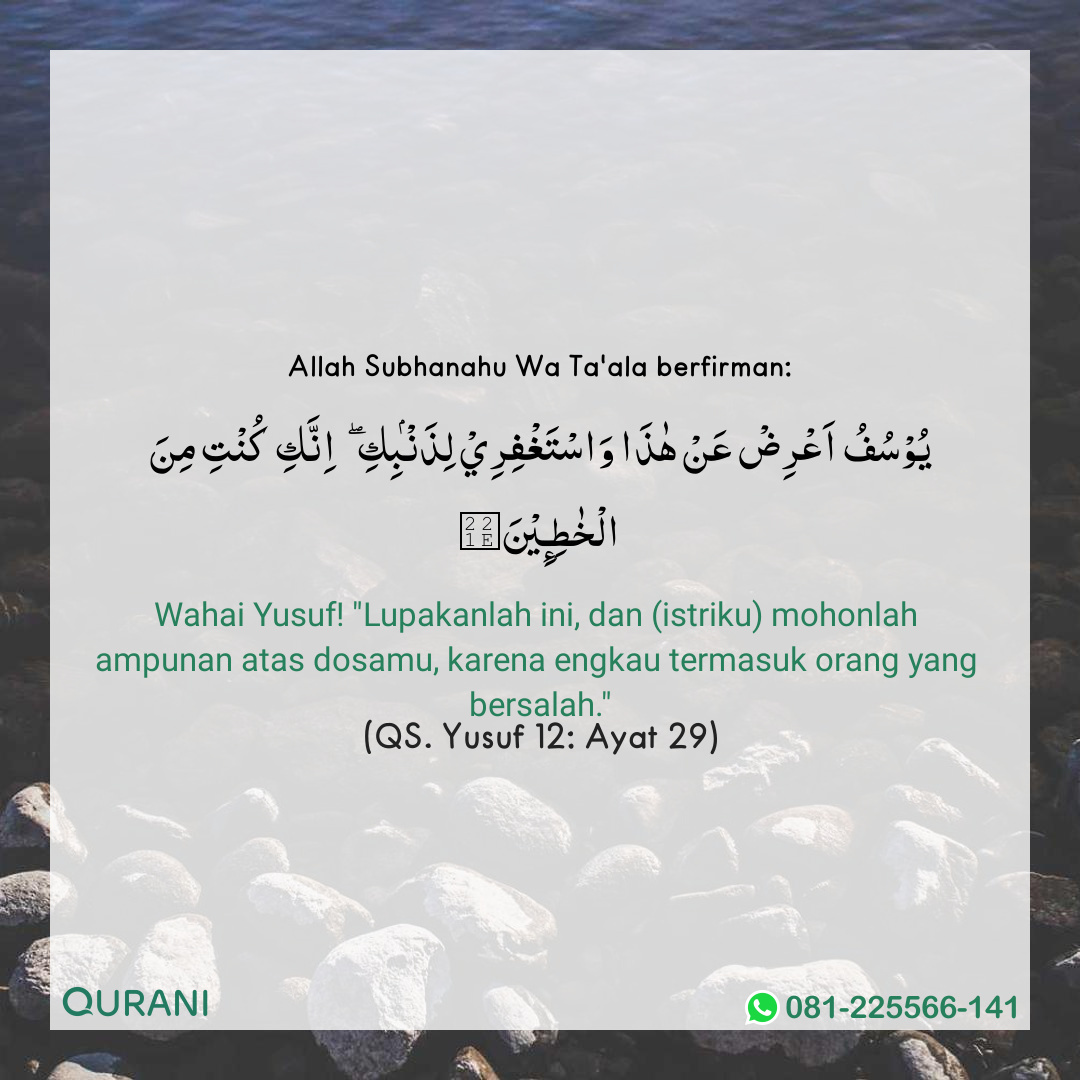 Allah Subhanahu Wa Ta'ala berfirman:
يُوْسُفُ اَعْرِضْ عَنْ هٰذَا وَاسْتَغْفِرِيْ لِذَنْۢبِكِ ۖ اِنَّكِ كُنْتِ مِنَ
الْخٰطِـِٕيْنَ∞
Wahai Yusuf! "Lupakanlah ini, dan (istriku) mohonlah
ampunan atas dosamu, karena engkau termasuk orang yang
bersalah."
(QS. Yusuf 12: Ayat 29)
QURANI
081-225566-141